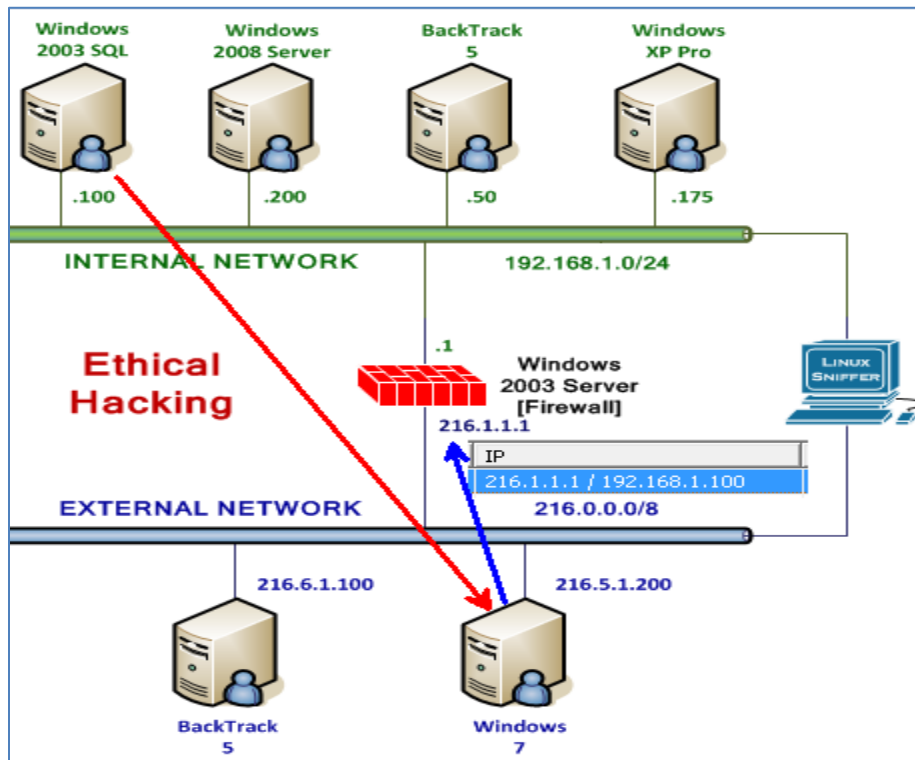 Windows
2003 SQL
Windows
2008 Server
BackTrack
5
Windows
XP Pro
.100
.200
.50
.175
INTERNAL NETWORK
192.168.1.0/24
Ethical
Hacking
.1
Windows
2003 Server
[Firewall]
LINUX
SNIFFER
216.1.1.1
IP
216.1.1.1 / 192.168.1.100
EXTERNAL NETWORK
216.0.0.0/8
216.6.1.100
216.5.1.200
BackTrack
5
Windows
7